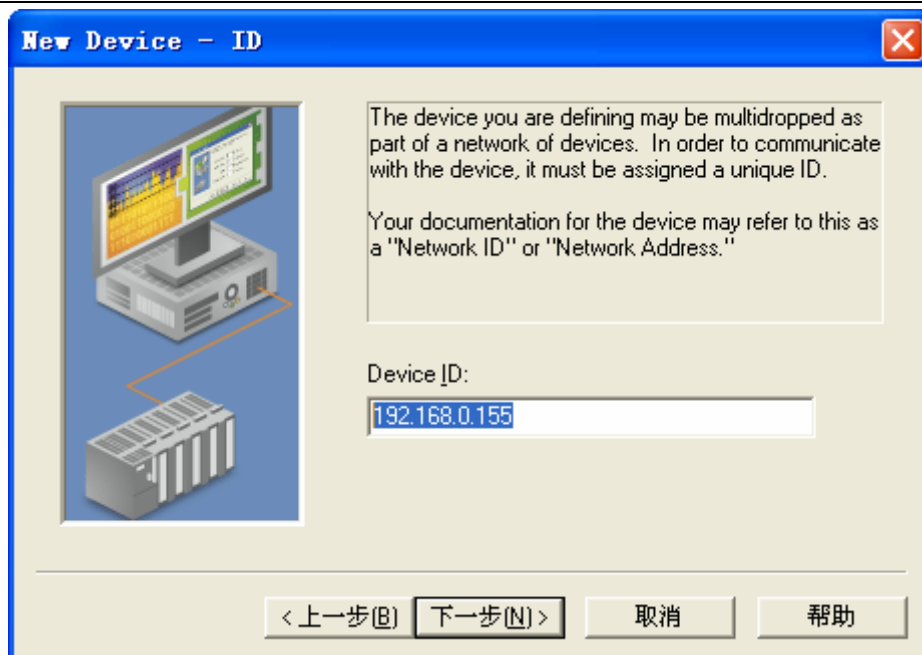 New Device - ID
The device you are defining may be multidropped as
part of a network of devices.  In order to communicate
with the device, it must be assigned a unique ID.
Your documentation for the device may refer to this as
a "Network ID" or "Network Address."
Device ID:
192.168.0.155
<上一步(B) 下一步(N)> 取消 帮助